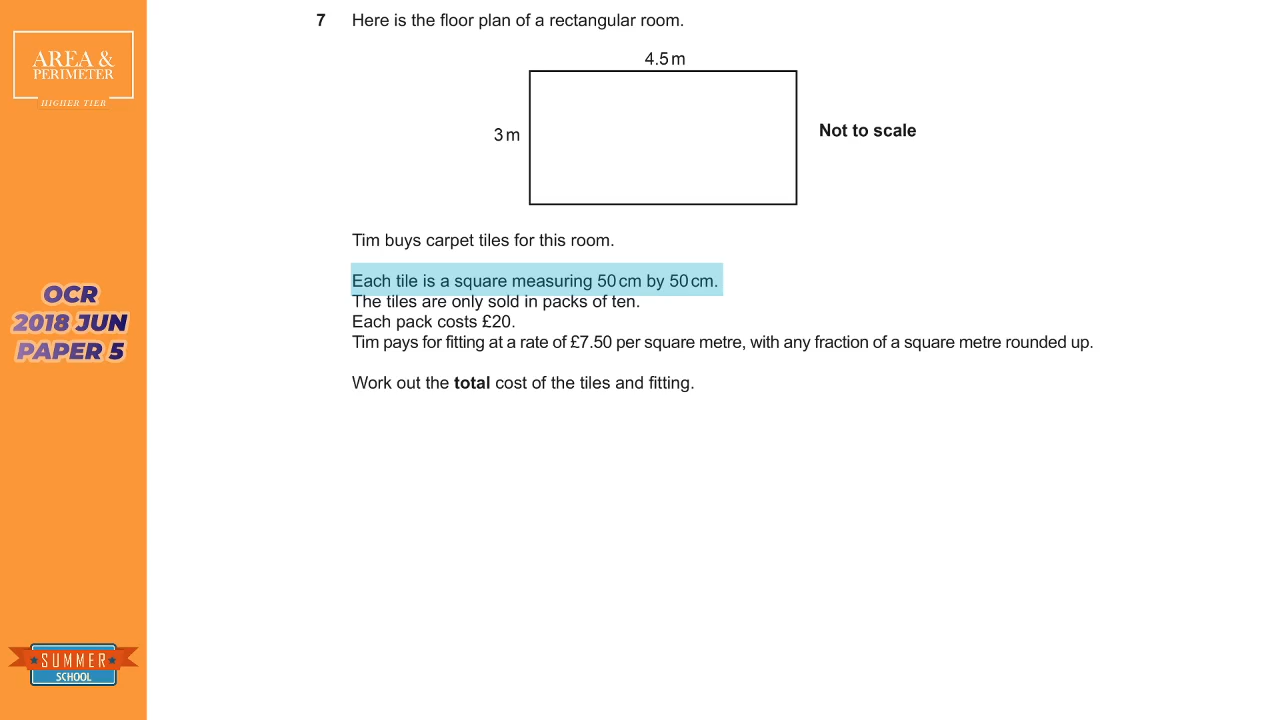 AREA &
PERIMETER
HIGHER TIER
OCR
2018 JUN
PAPER 5
SUMMER
SCHOOL
7 Here is the floor plan of a rectangular room.
4.5 m
3 m
Not to scale
Tim buys carpet tiles for this room.
Each tile is a square measuring 50 cm by 50 cm.
The tiles are only sold in packs of ten.
Each pack costs £20.
Tim pays for fitting at a rate of £7.50 per square metre, with any fraction of a square metre rounded up.
Work out the total cost of the tiles and fitting.